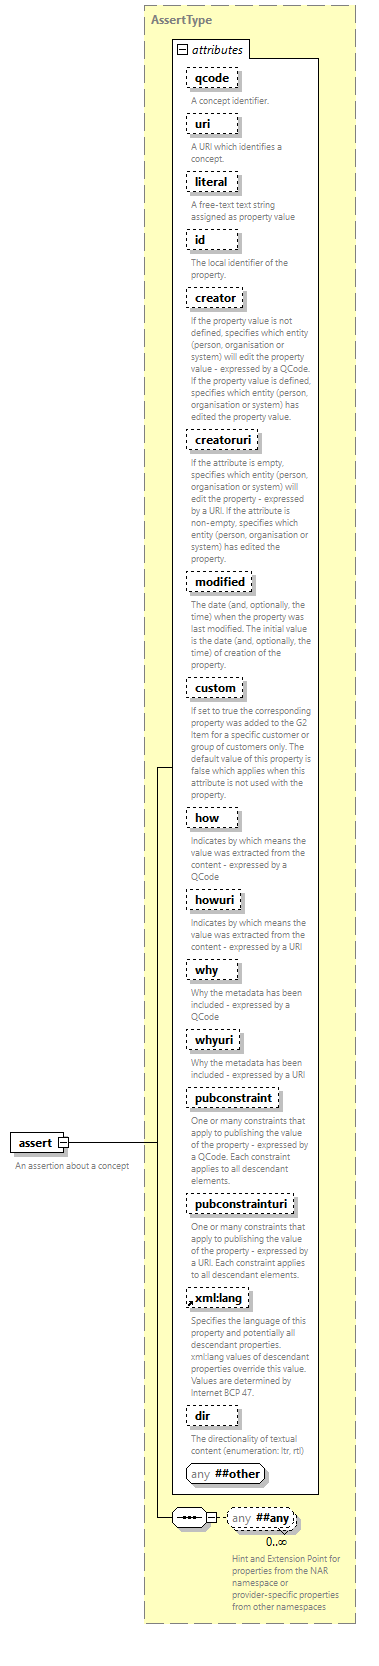 AssertType
attributes
qcode
A concept identifier.
uri
A URI which identifies a
concept.
literal
A free-text text string
assigned as property value
id
The local identifier of the
property.
creator
If the property value is not
defined, specifies which entity
(person, organisation or
system) will edit the property
value - expressed by a QCode.
If the property value is defined,
specifies which entity (person,
organisation or system) has
edited the property value.
creatoruri
If the attribute is empty,
specifies which entity (person,
organisation or system) will
edit the property - expressed
by a URI. If the attribute is
non-empty, specifies which
entity (person, organisation or
system) has edited the
property.
modified
The date (and, optionally, the
time) when the property was
last modified. The initial value
is the date (and, optionally, the
time) of creation of the
property.
custom
If set to true the corresponding
property was added to the G2
Item for a specific customer or
group of customers only. The
default value of this property is
false which applies when this
attribute is not used with the
property.
how
Indicates by which means the
value was extracted from the
content - expressed by a
QCode
howuri
Indicates by which means the
value was extracted from the
content - expressed by a URI
why
Why the metadata has been
included - expressed by a
QCode
whyuri
Why the metadata has been
included - expressed by a URI
pubconstraint
One or many constraints that
apply to publishing the value
of the property - expressed by
a QCode. Each constraint
applies to all descendant
elements.
assert
An assertion about a concept
pubconstrainturi
One or many constraints that
apply to publishing the value
of the property - expressed by
a URI. Each constraint applies
to all descendant elements.
xml:lang
Specifies the language of this
property and potentially all
descendant properties.
xml:lang values of descendant
properties override this value.
Values are determined by
Internet BCP 47.
dir
The directionality of textual
content (enumeration: ltr, rtl)
any ##other
any ##any
0..∞
Hint and Extension Point for
properties from the NAR
namespace or
provider-specific properties
from other namespaces